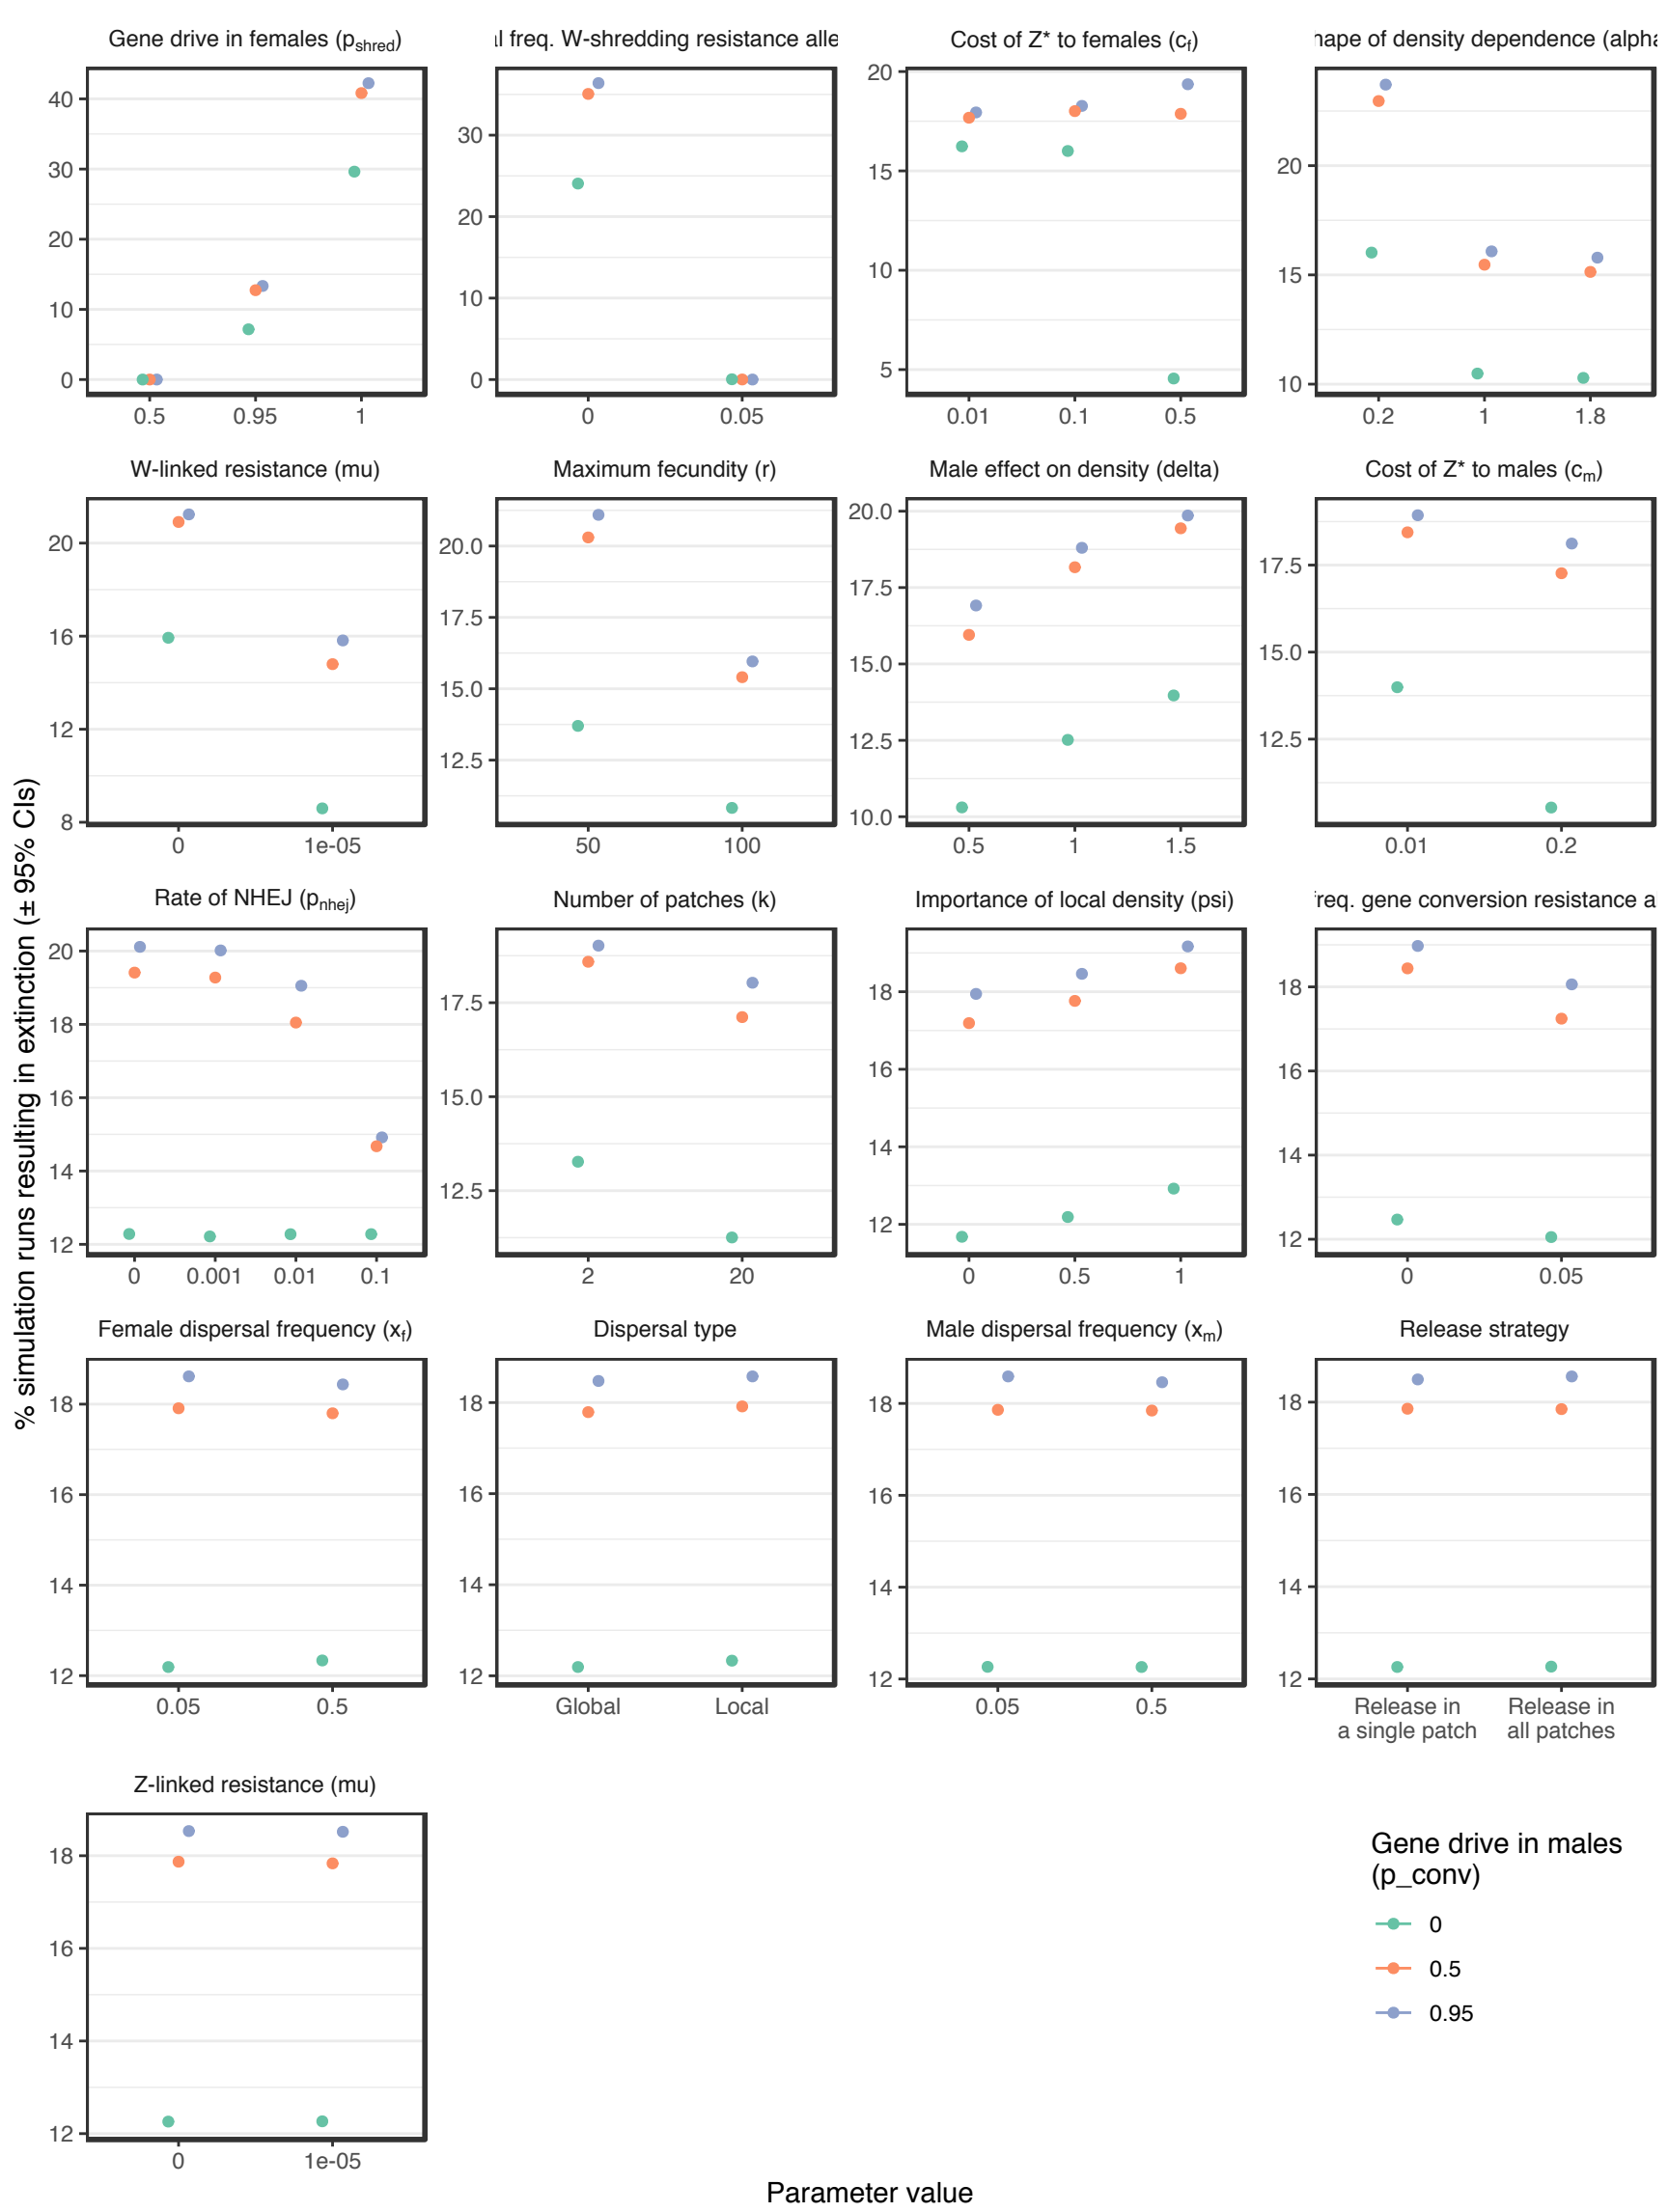 Gene drive in females (pshred)
freq. W-shredding resistance
Cost of Z* to females (cf)
of density dependence
40
30
20
10
0
0.5 0.95 1
30
20
10
0
0 0.05
20
15
10
5
0.01 0.1 0.5
20
15
10
0.2 1 1.8
W-linked resistance (mu)
Maximum fecundity (r)
Male effect on density (delta)
Cost of Z* to males (cm)
20
16
12
8
0 1e-05
20.0
17.5
15.0
12.5
50 100
20.0
17.5
15.0
12.5
10.0
0.5 1 1.5
17.5
15.0
12.5
0.01 0.2
% simulation runs resulting in extinction (± 95% CIs)
Rate of NHEJ (pnhej)
Number of patches (k)
Importance of local density (psi)
freq. gene conversion resistance
20
18
16
14
12
0 0.001 0.01 0.1
17.5
15.0
12.5
2 20
18
16
14
12
0 0.5 1
18
16
14
12
0 0.05
Female dispersal frequency (xf)
Dispersal type
Male dispersal frequency (xm)
Release strategy
18
16
14
12
0.05 0.5
18
16
14
12
Global Local
18
16
14
12
0.05 0.5
18
16
14
12
Release in
a single patch
Release in
all patches
Z-linked resistance (mu)
18
16
14
12
0 1e-05
Gene drive in males
(p_conv)
0
0.5
0.95
Parameter value